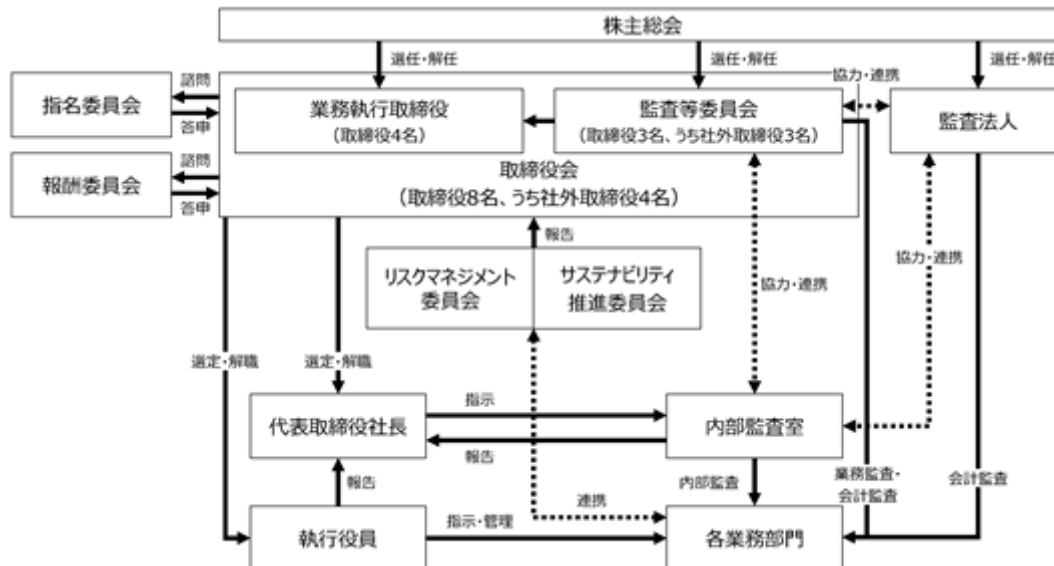 株主総会
選任・解任
選任・解任
選任・解任
協力・連携
指名委員会
諮問
答申
業務執行取締役
（取締役4名）
監査等委員会
（取締役3名、うち社外取締役3名）
監査法人
報酬委員会
諮問
答申
取締役会
（取締役8名、うち社外取締役4名）
報告
リスクマネジメント
委員会
サステナビリティ
推進委員会
協力・連携
協力・連携
選定・解職
選定・解職
代表取締役社長
指示
報告
内部監査室
報告
連携
内部監査
業務監査・
会計監査
会計監査
執行役員
指示・管理
各業務部門